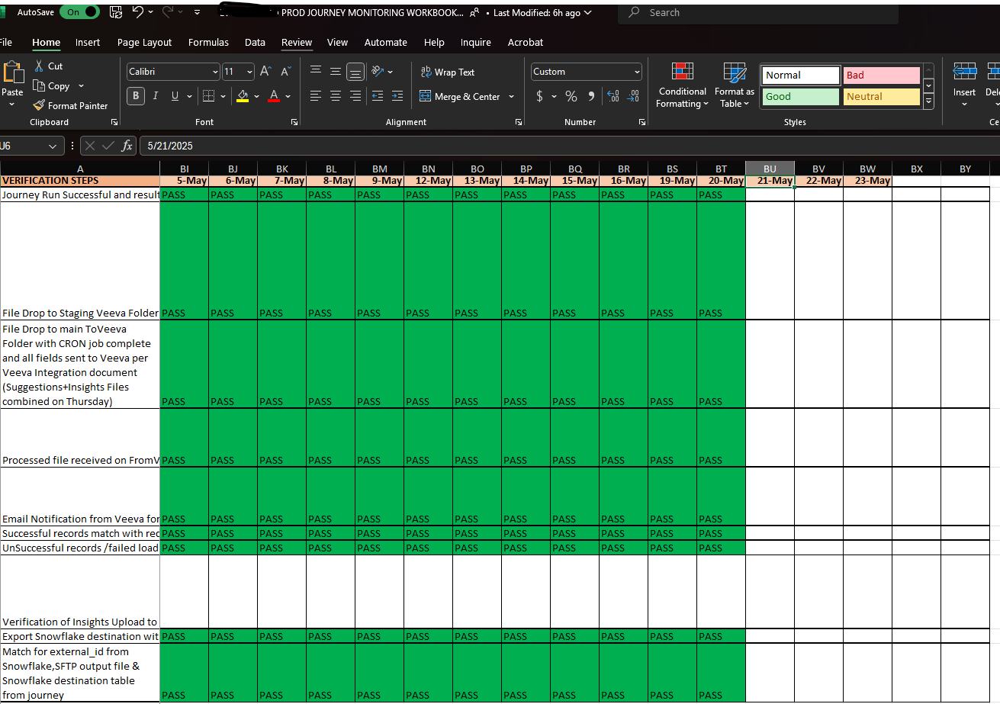 AutoSave On PROD JOURNEY MONITORING WORKBOOK... • Last Modified: 6h ago Search
File Home Insert Page Layout Formulas Data Review View Automate Help Inquire Acrobat
Paste
Cut
Copy
Format Painter
Clipboard
Calibri 11
B I U
Font
Wrap Text
Merge & Center
Alignment
Custom
$ % ,
Number
Conditional Formatting
Format as Table
Normal Bad
Good Neutral
Styles
Insert
U6 fx 5/21/2025
A BI BJ BK BL BM BN BO BP BQ BR BS BT BU BV BW BX BY
VERIFICATION STEPS 5-May 6-May 7-May 8-May 9-May 12-May 13-May 14-May 15-May 16-May 19-May 20-May 21-May 22-May 23-May
Journey Run Successful and result PASS PASS PASS PASS PASS PASS PASS PASS PASS PASS PASS PASS
File Drop to Staging Veeva Folder PASS PASS PASS PASS PASS PASS PASS PASS PASS PASS PASS PASS
File Drop to main ToVeeva
Folder with CRON job complete
and all fields sent to Veeva per
Veeva Integration document
(Suggestions+Insights Files
combined on Thursday) PASS PASS PASS PASS PASS PASS PASS PASS PASS PASS PASS PASS
Processed file received on FromV PASS PASS PASS PASS PASS PASS PASS PASS PASS PASS PASS PASS
Email Notification from Veeva for PASS PASS PASS PASS PASS PASS PASS PASS PASS PASS PASS PASS
Successful records match with rec PASS PASS PASS PASS PASS PASS PASS PASS PASS PASS PASS PASS
UnSuccessful records /failed load PASS PASS PASS PASS PASS PASS PASS PASS PASS PASS PASS PASS
Verification of Insights Upload to
Export Snowflake destination wit PASS PASS PASS PASS PASS PASS PASS PASS PASS PASS PASS PASS
Match for external_id from
Snowflake,SFTP output file &
Snowflake destination table
from journey PASS PASS PASS PASS PASS PASS PASS PASS PASS PASS PASS PASS